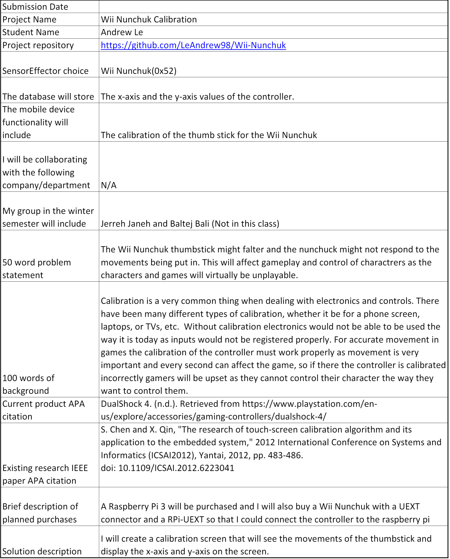 Submission Date
Project Name Wii Nunchuk Calibration
Student Name Andrew Le
Project repository https://github.com/LeAndrew98/Wii-Nunchuk
SensorEffector choice Wii Nunchuk(0x52)
The database will store The x-axis and the y-axis values of the controller.
The mobile device
functionality will
include The calibration of the thumb stick for the Wii Nunchuk
I will be collaborating
with the following
company/department N/A
My group in the winter
semester will include Jerreh Janeh and Baltej Bali (Not in this class)
50 word problem
statement
The Wii Nunchuk thumbstick might falter and the nunchuck might not respond to the
movements being put in. This will affect gameplay and control of charactrers as the
characters and games will virtually be unplayable.
100 words of
background
Calibration is a very common thing when dealing with electronics and controls. There
have been many different types of calibration, whether it be for a phone screen,
laptops, or TVs, etc.  Without calibration electronics would not be able to be used the
way it is today as inputs would not be registered properly. For accurate movement in
games the calibration of the controller must work properly as movement is very
important and every second can affect the game, so if there the controller is calibrated
incorrectly gamers will be upset as they cannot control their character the way they
want to control them.
Current product APA
citation
DualShock 4. (n.d.). Retrieved from https://www.playstation.com/en-
us/explore/accessories/gaming-controllers/dualshock-4/
Existing research IEEE
paper APA citation
S. Chen and X. Qin, "The research of touch-screen calibration algorithm and its
application to the embedded system," 2012 International Conference on Systems and
Informatics (ICSAI2012), Yantai, 2012, pp. 483-486.
doi: 10.1109/ICSAI.2012.6223041
Brief description of
planned purchases
A Raspberry Pi 3 will be purchased and I will also buy a Wii Nunchuk with a UEXT
connector and a RPi-UEXT so that I could connect the controller to the raspberry pi
Solution description
I will create a calibration screen that will see the movements of the thumbstick and
display the x-axis and y-axis on the screen.